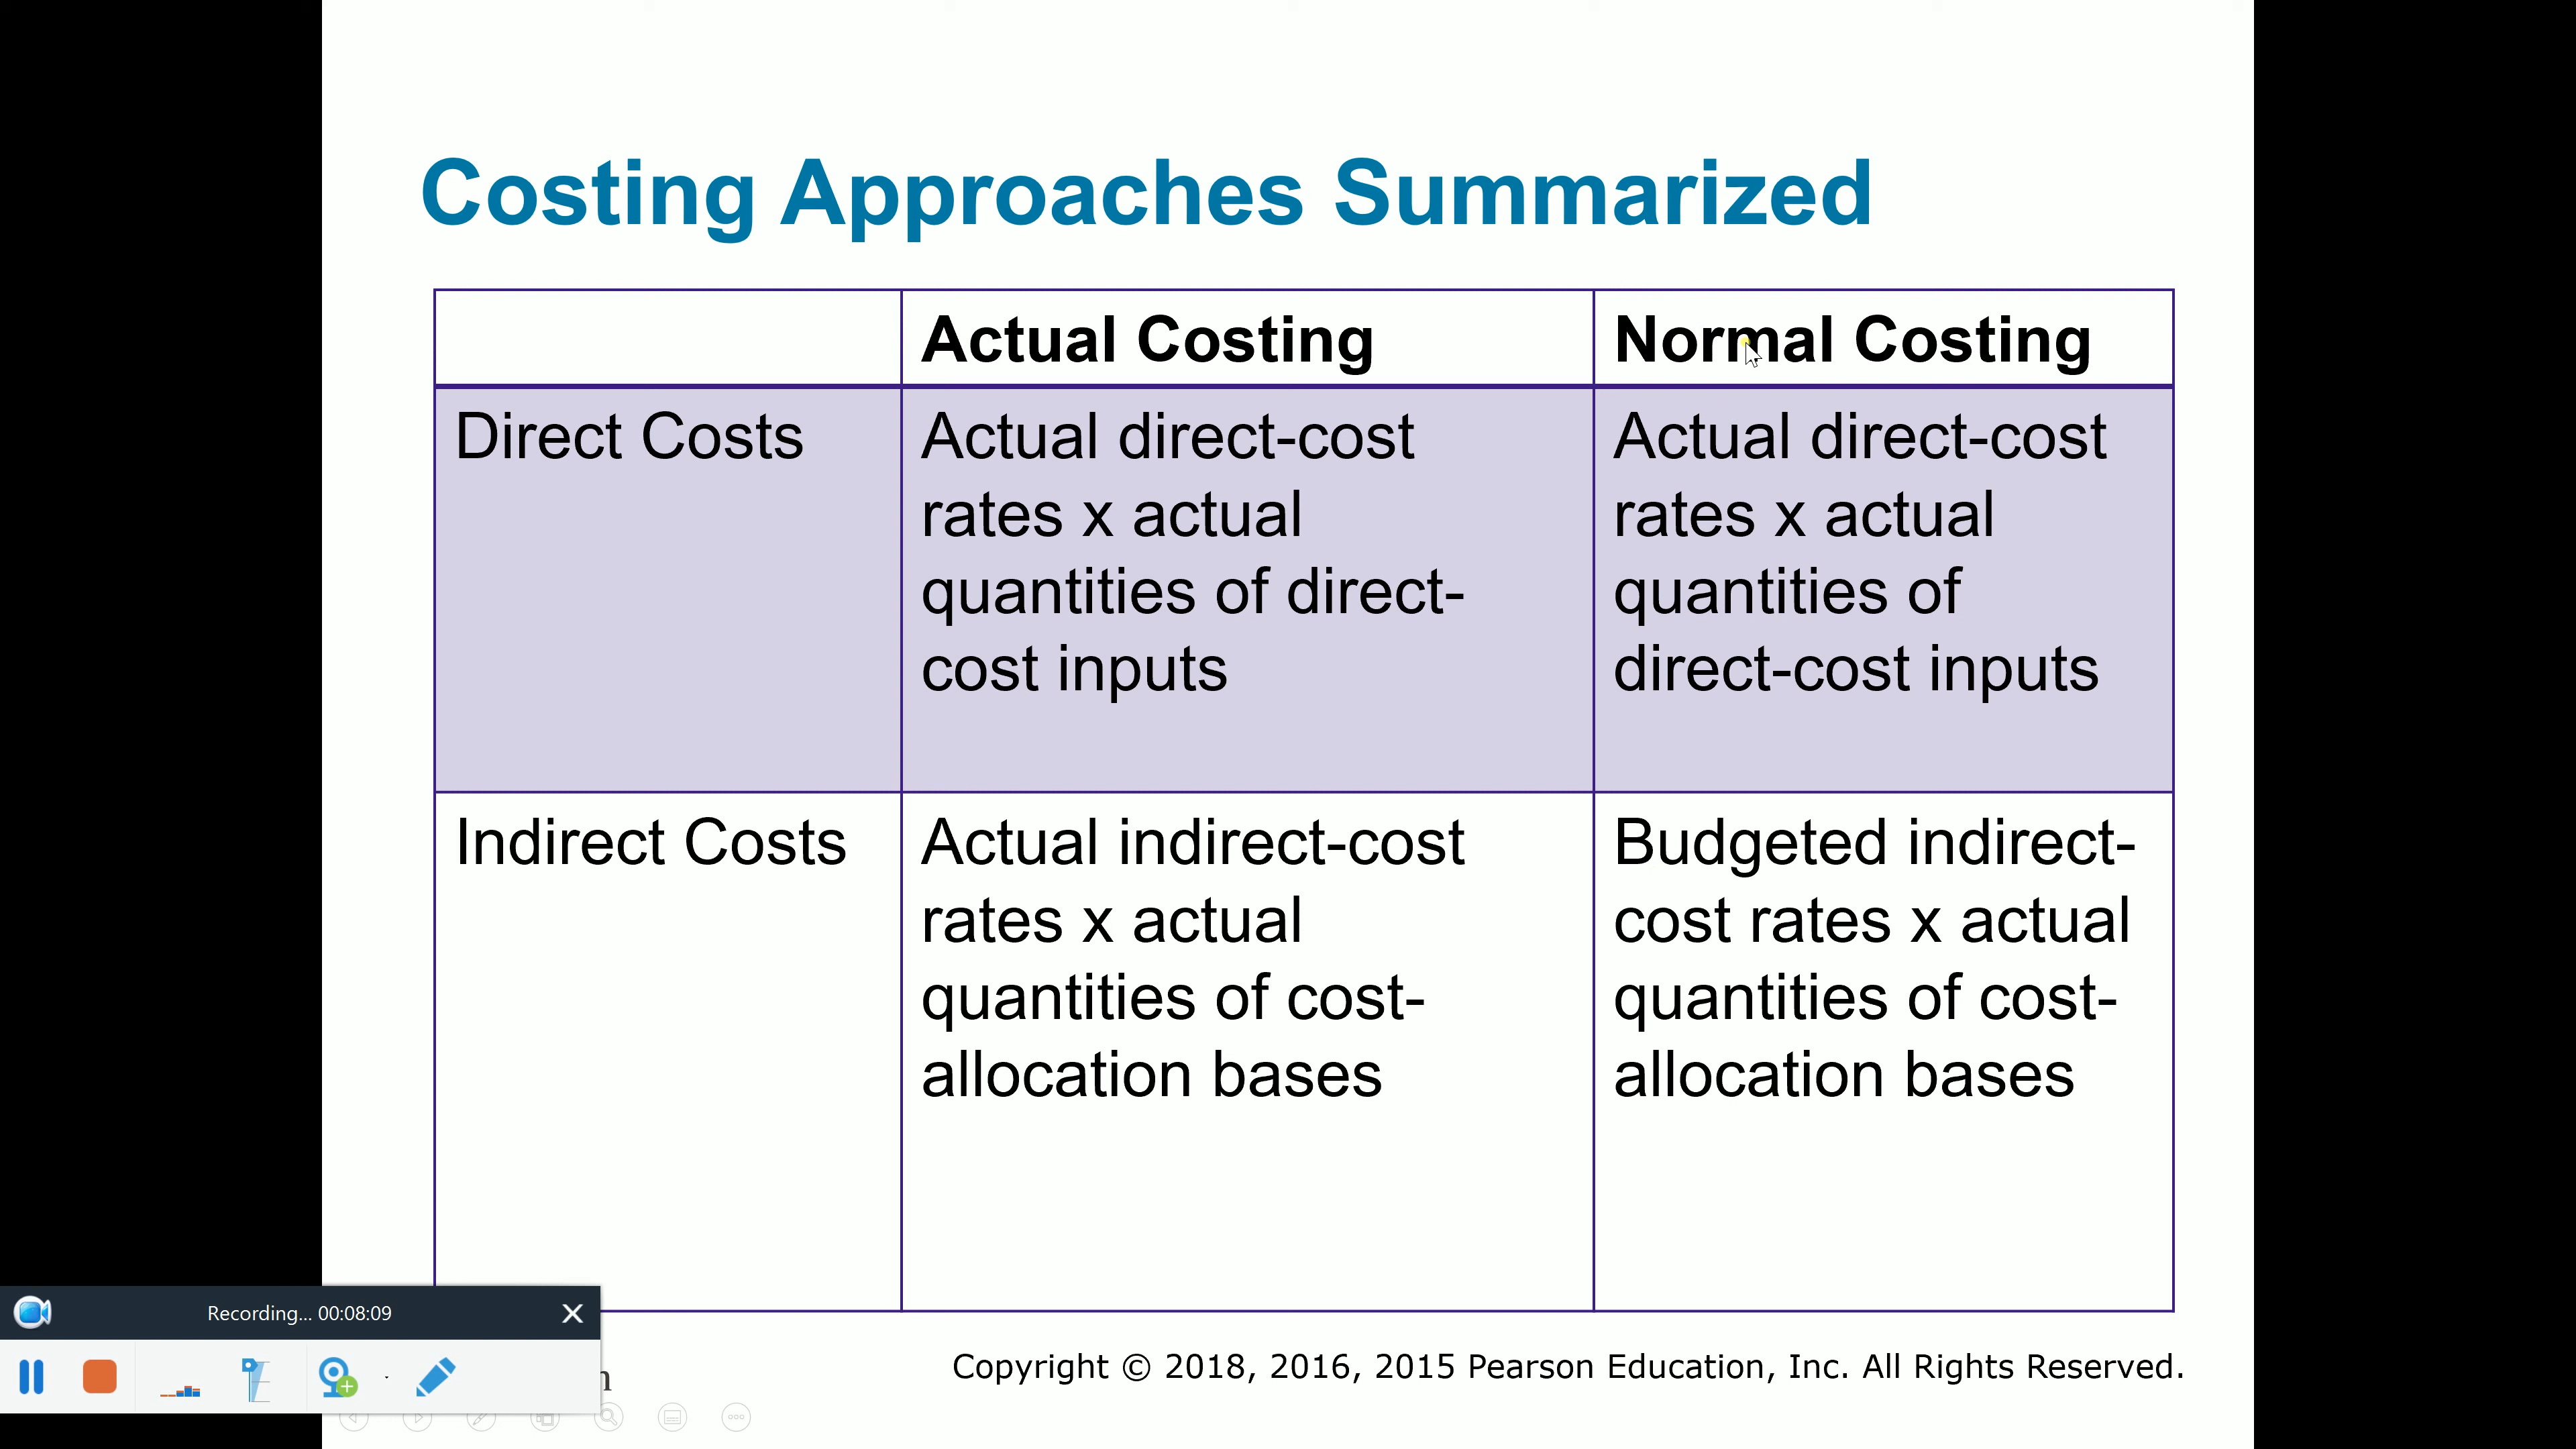 Costing Approaches Summarized
Actual Costing
Normal Costing
Direct Costs
Actual direct-cost
rates x actual
quantities of direct-
cost inputs
Actual direct-cost
rates x actual
quantities of
direct-cost inputs
Indirect Costs
Actual indirect-cost
rates x actual
quantities of cost-
allocation bases
Budgeted indirect-
cost rates x actual
quantities of cost-
allocation bases
Recording... 00:08:09
Copyright © 2018, 2016, 2015 Pearson Education, Inc. All Rights Reserved.